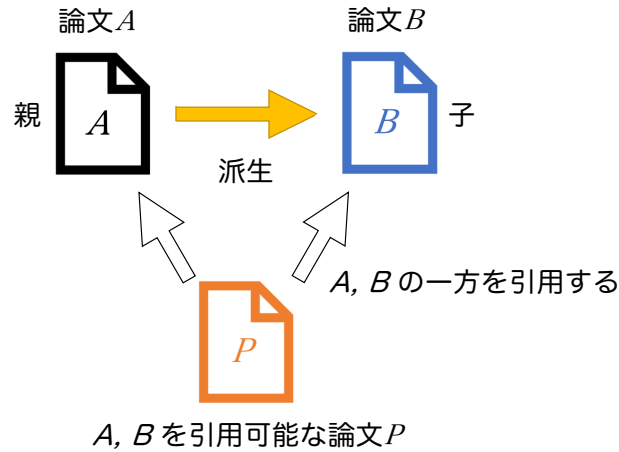 論文A 論文B
親 A B 子
派生
A, B の一方を引用する
P
A, B を引用可能な論文P